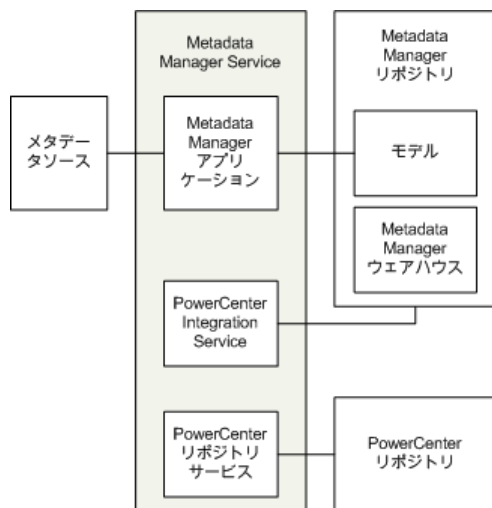 Metadata
Manager Service
Metadata
Manager
リポジトリ
メタデー
タソース
Metadata
Manager
アプリ
ケーション
モデル
Metadata
Manager
ウェアハウス
PowerCenter
Integration
Service
PowerCenter
リポジトリ
サービス
PowerCenter
リポジトリ